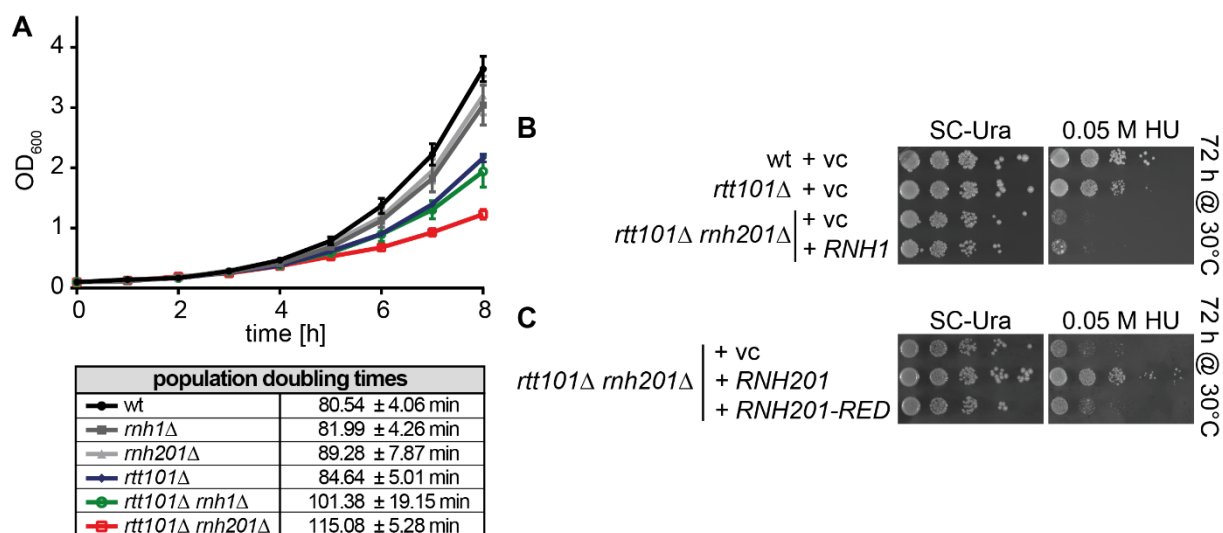 A
4
3
2
1
0
OD600
0 2 4 6 8
time [h]
population doubling times
wt 80.54 ± 4.06 min
rnh1Δ 81.99 ± 4.26 min
rnh201Δ 89.28 ± 7.87 min
rtt101Δ 84.64 ± 5.01 min
rtt101Δ rnh1Δ 101.38 ± 19.15 min
rtt101Δ rnh201Δ 115.08 ± 5.28 min
B
SC-Ura 0.05 M HU
wt + vc
rtt101Δ + vc
rtt101Δ rnh201Δ
+ vc
+ RNH1
72 h @ 30°C
C
SC-Ura 0.05 M HU
rtt101Δ rnh201Δ
+ vc
+ RNH201
+ RNH201-RED
72 h @ 30°C